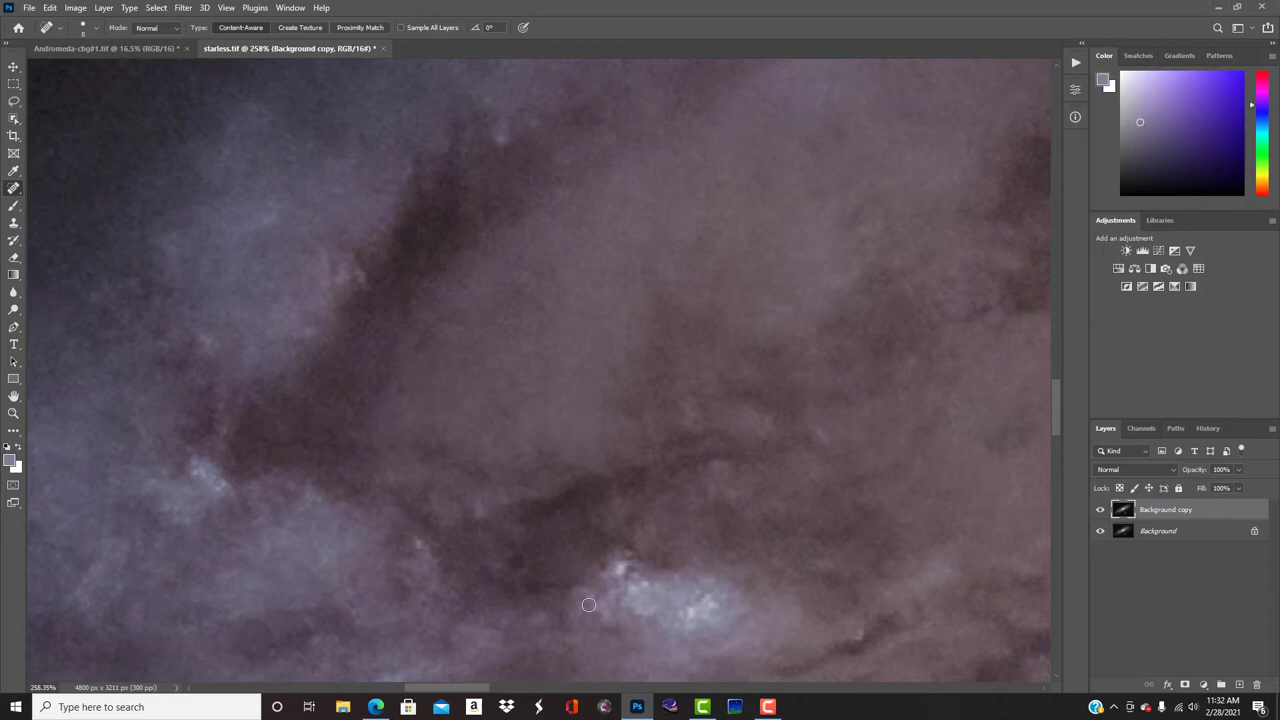 File Edit Image Layer Type Select Filter 3D View Plugins Window Help
8 Mode: Normal Type: Content-Aware Create Texture Proximity Match Sample All Layers 0°
Andromeda-cbg#1.tif @ 16.5% (RGB/16) * × starless.tif @ 258% (Background copy, RGB/16#) * ×
Color Swatches Gradients Patterns
Adjustments Libraries
Add an adjustment
Layers Channels Paths History
Kind
Normal Opacity: 100%
Lock: Fill: 100%
Background copy
Background
258.35% 4800 px x 3211 px (300 ppi)
Type here to search
11:32 AM
2/28/2021